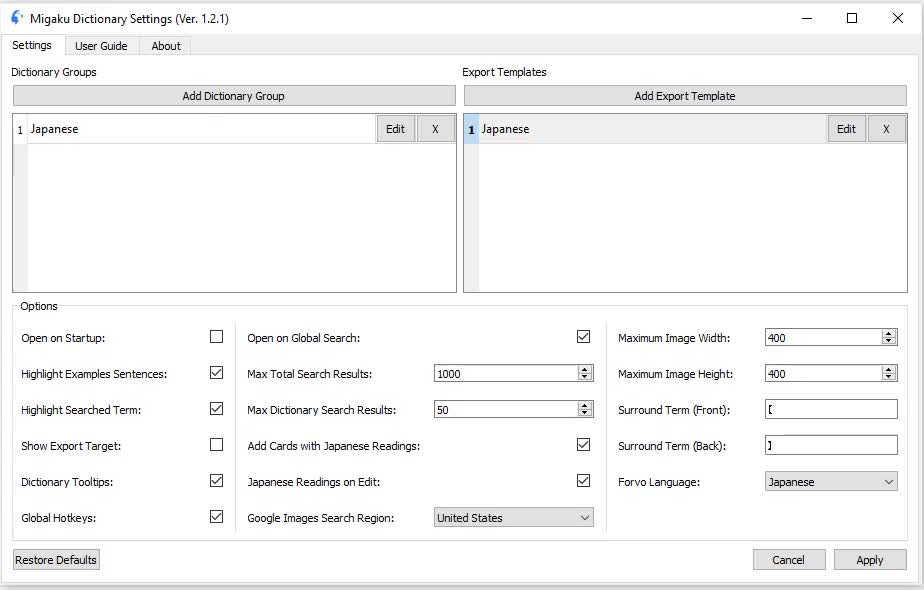 Migaku Dictionary Settings (Ver. 1.2.1)
Settings User Guide About
Dictionary Groups Export Templates
Add Dictionary Group Add Export Template
1 Japanese Edit X 1 Japanese Edit X
Options
Open on Startup: Open on Global Search: Maximum Image Width: 400
Highlight Examples Sentences: Max Total Search Results: 1000 Maximum Image Height: 400
Highlight Searched Term: Max Dictionary Search Results: 50 Surround Term (Front): 【
Show Export Target: Add Cards with Japanese Readings: Surround Term (Back): 】
Dictionary Tooltips: Japanese Readings on Edit: Forvo Language: Japanese
Global Hotkeys: Google Images Search Region: United States
Restore Defaults Cancel Apply